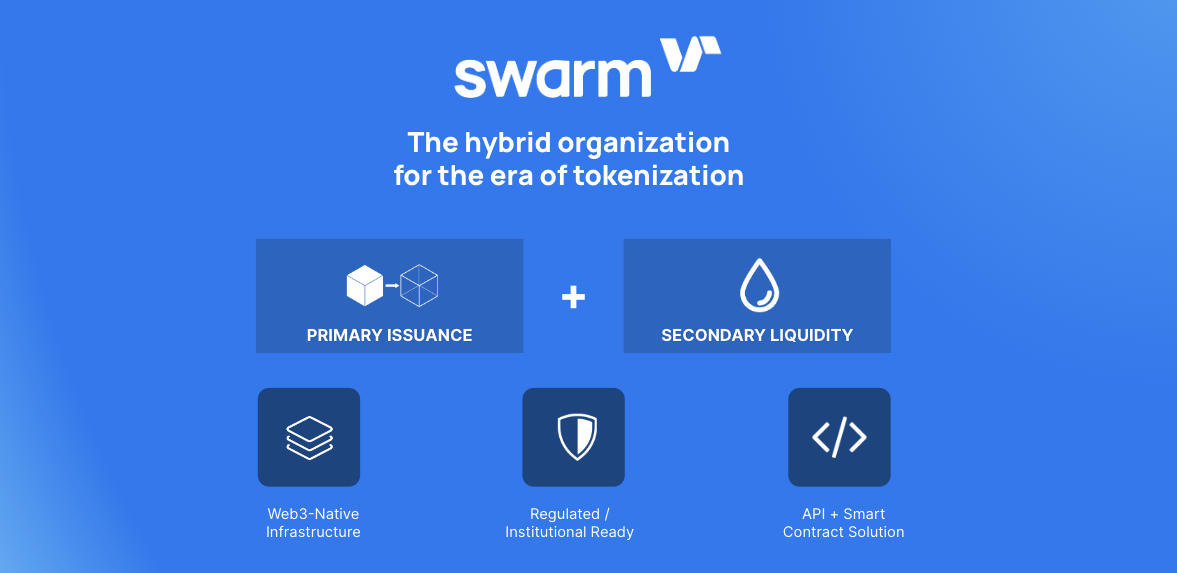 swarm
The hybrid organization
for the era of tokenization
PRIMARY ISSUANCE
+
SECONDARY LIQUIDITY
Web3-Native
Infrastructure
Regulated /
Institutional Ready
API + Smart
Contract Solution